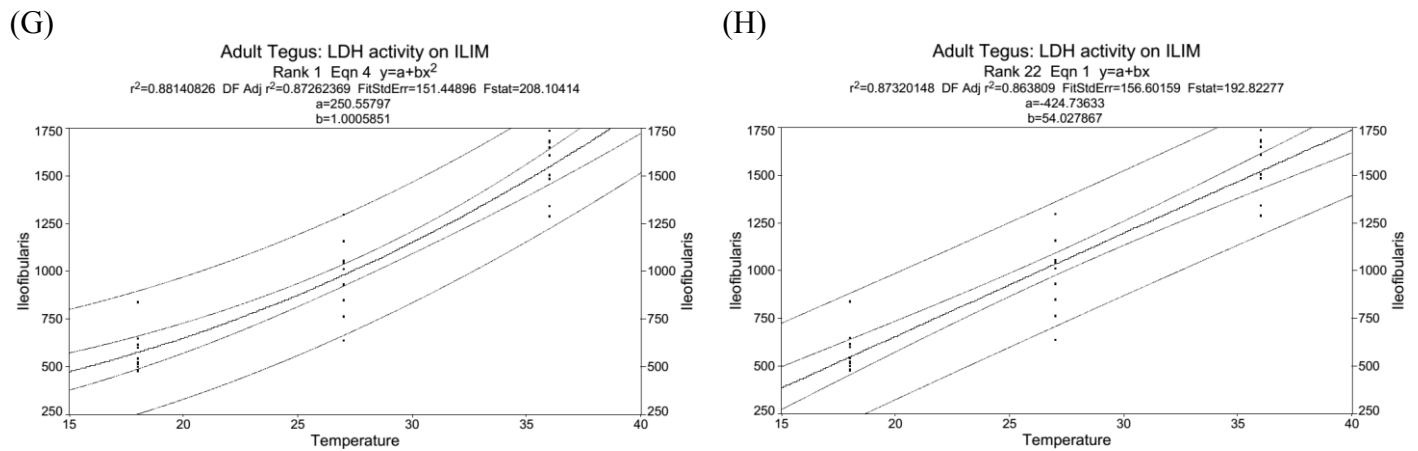 (G)
Adult Tegus: LDH activity on ILIM
Rank 1 Eqn 4 y=a+bx²
r²=0.88140826 DF Adj r²=0.87262369 FitStdErr=151.44896 Fstat=208.10414
a=250.55797
b=1.0005851
1750
1500
1250
1000
750
500
250
Ileofibularis
1750
1500
1250
1000
750
500
250
Ileofibularis
15 20 25 30 35 40
Temperature
(H)
Adult Tegus: LDH activity on ILIM
Rank 22 Eqn 1 y=a+bx
r²=0.87320148 DF Adj r²=0.863809 FitStdErr=156.60159 Fstat=192.82277
a=-424.73633
b=54.027867
1750
1500
1250
1000
750
500
250
Ileofibularis
1750
1500
1250
1000
750
500
250
Ileofibularis
15 20 25 30 35 40
Temperature